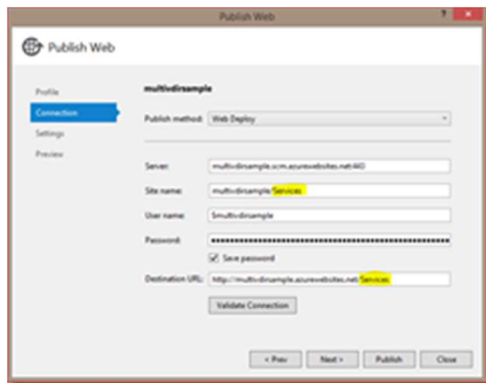 Publish Web
? ×
Publish Web
Profile
Connection
Settings
Preview
multivdirsample
Publish method: Web Deploy
Server: multivdirsample.scm.azurewebsites.net:443
Site name: multivdirsample/Services
User name: $multivdirsample
Password:
Save password
Destination URL: http://multivdirsample.azurewebsites.net/Services
Validate Connection
< Prev Next > Publish Close